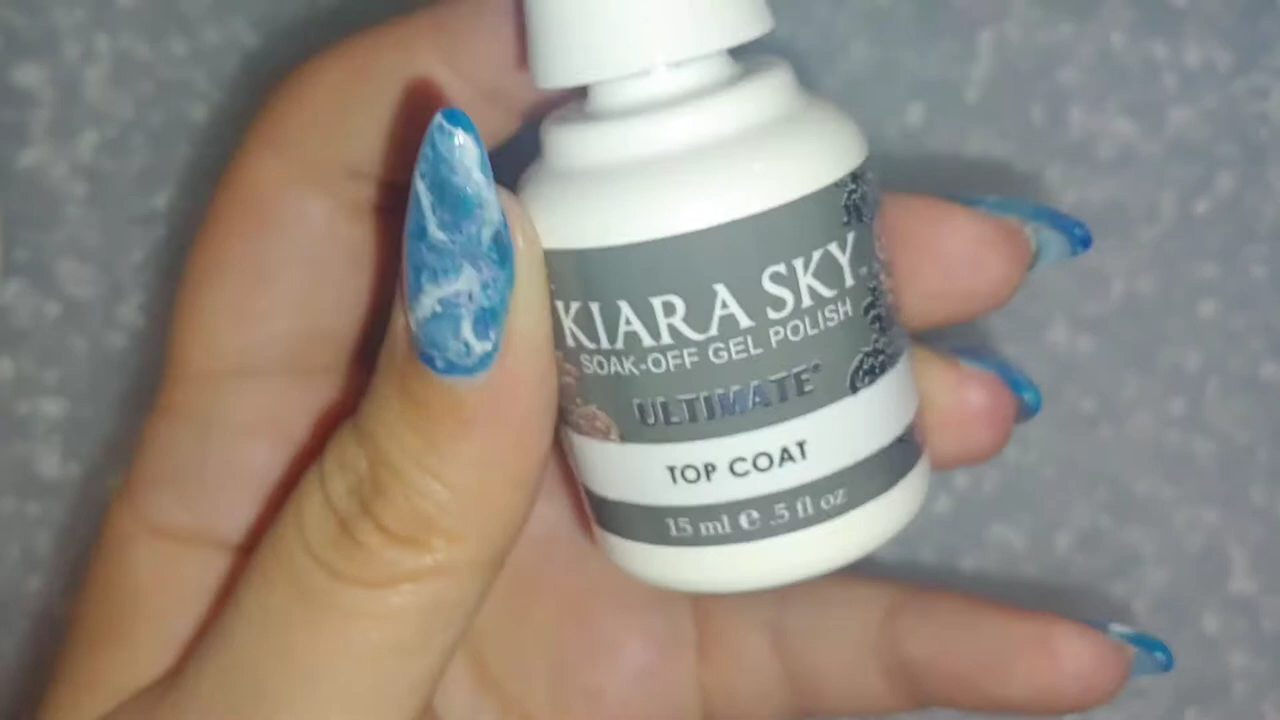 KIARA SKY
SOAK-OFF GEL POLISH
ULTIMATE
TOP COAT
15 ml e .5 fl oz